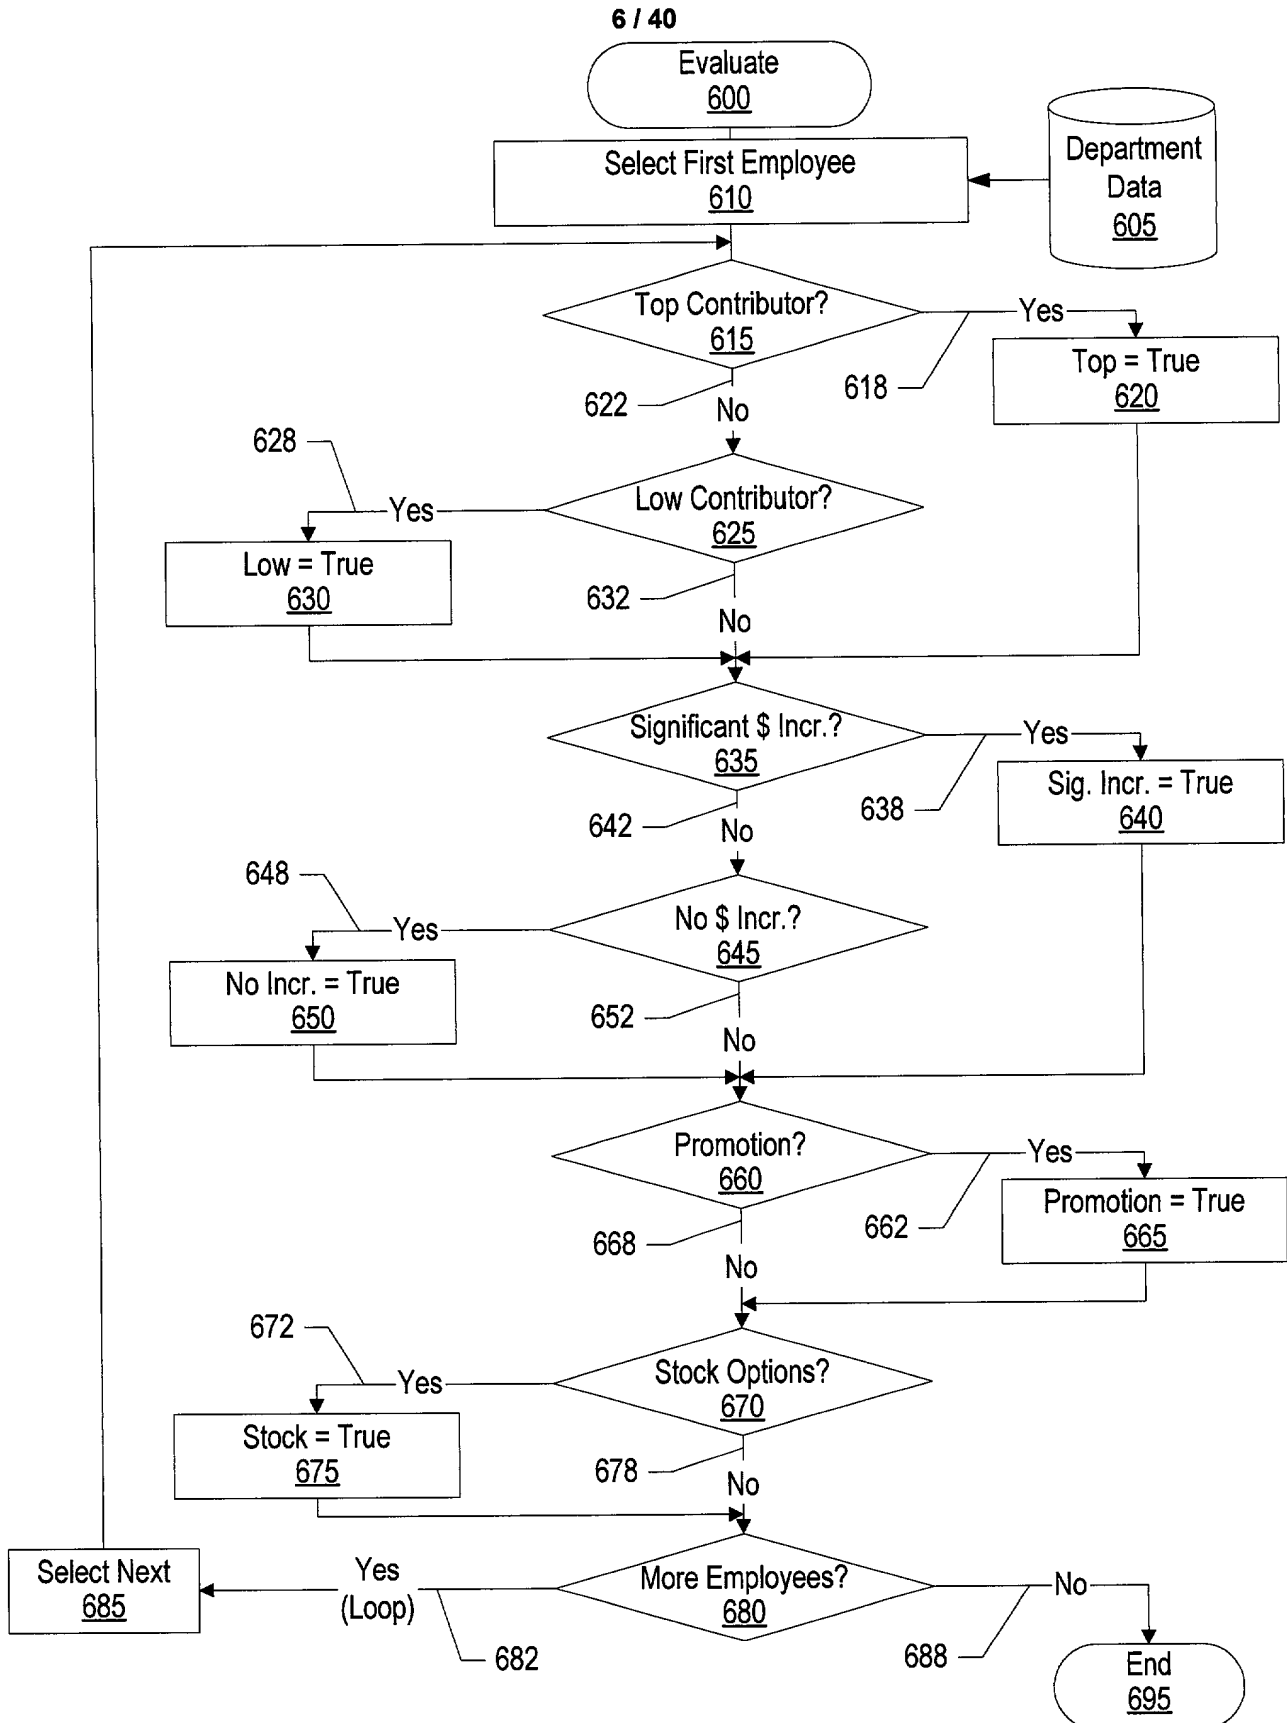 6 / 40
Evaluate
600
Select First Employee
610
Department
Data
605
Top Contributor?
615
Yes
618
Top = True
620
622
No
628
Yes
Low Contributor?
625
Low = True
630
632
No
Significant $ Incr.?
635
Yes
638
Sig. Incr. = True
640
642
No
648
Yes
No $ Incr.?
645
No Incr. = True
650
652
No
Promotion?
660
Yes
662
Promotion = True
665
668
No
672
Yes
Stock Options?
670
Stock = True
675
678
No
More Employees?
680
Yes
(Loop)
682
Select Next
685
No
688
End
695